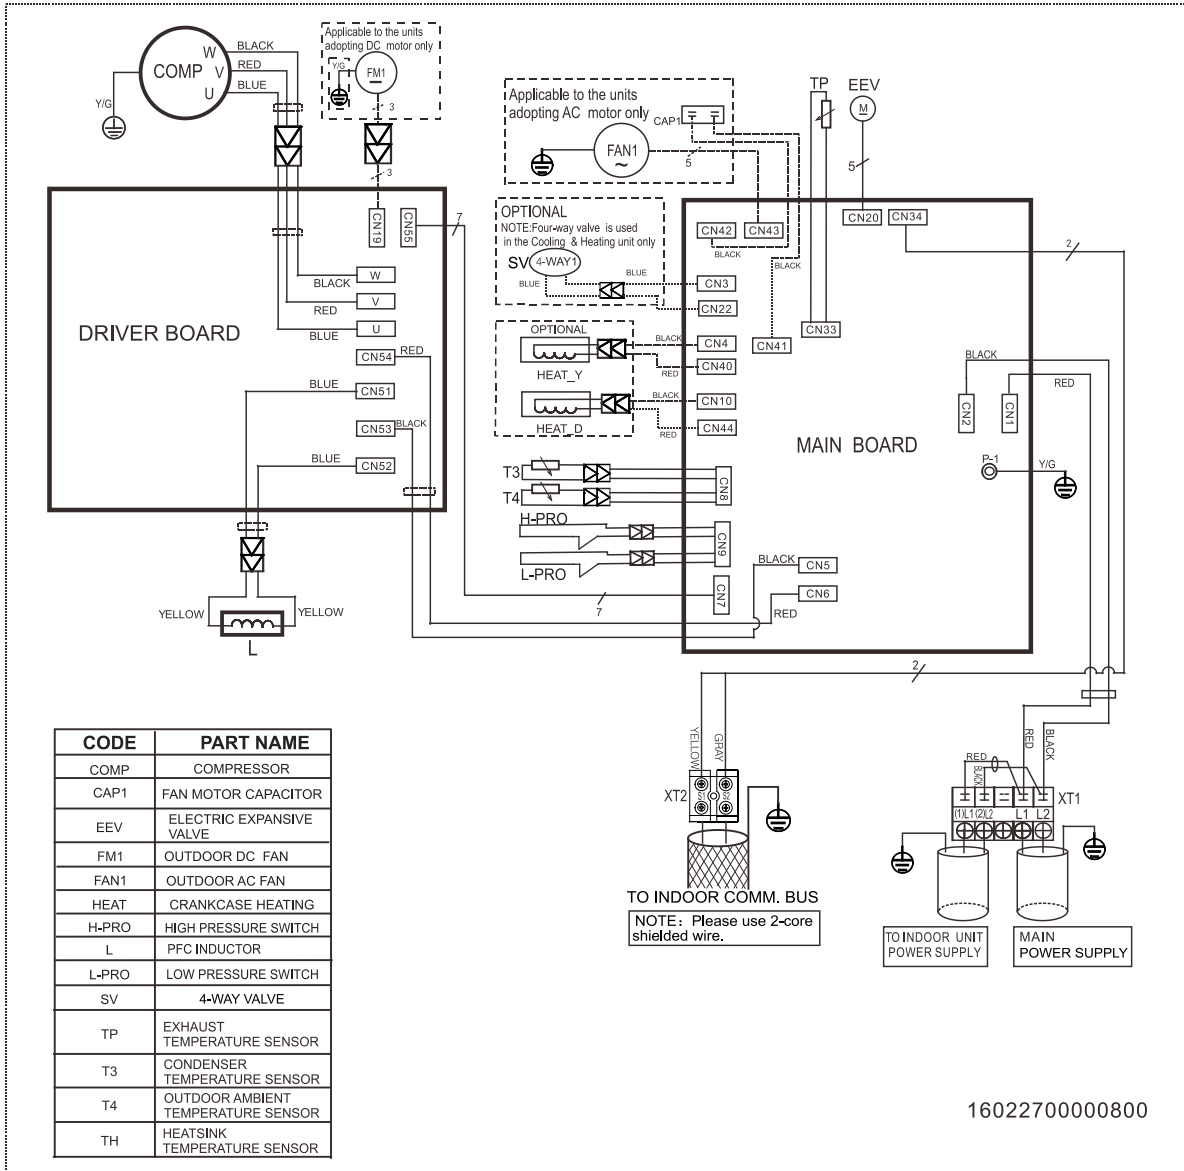 COMP
W
V
U
BLACK
RED
BLUE
Y/G
Applicable to the units
adopting DC motor only
Y/G
FM1
3
3
Applicable to the units
adopting AC motor only
CAP1
FAN1
~
5
TP
EEV
M
5
DRIVER BOARD
CN19
CN55
7
W
BLACK
V
RED
U
BLUE
CN54
RED
CN51
BLUE
CN53
BLACK
CN52
BLUE
YELLOW
YELLOW
L
OPTIONAL
NOTE:Four-way valve is used
in the Cooling & Heating unit only
SV
4-WAY1
BLUE
BLUE
OPTIONAL
HEAT_Y
BLACK
RED
HEAT_D
BLACK
RED
T3
T4
H-PRO
L-PRO
7
MAIN BOARD
CN42
CN43
BLACK
BLACK
CN20
CN34
2
CN3
CN22
CN33
CN41
CN4
CN40
CN10
CN44
BLACK
RED
CN2
CN1
P-1
Y/G
CN8
CN9
CN7
BLACK
CN5
CN6
RED
2
YELLOW
GRAY
XT2
S1
S2
TO INDOOR COMM. BUS
NOTE: Please use 2-core
shielded wire.
RED
BLACK
RED
BLACK
XT1
(1)L1
(2)L2
L1
L2
TO INDOOR UNIT
POWER SUPPLY
MAIN
POWER SUPPLY
CODE PART NAME
COMP COMPRESSOR
CAP1 FAN MOTOR CAPACITOR
EEV ELECTRIC EXPANSIVE
VALVE
FM1 OUTDOOR DC FAN
FAN1 OUTDOOR AC FAN
HEAT CRANKCASE HEATING
H-PRO HIGH PRESSURE SWITCH
L PFC INDUCTOR
L-PRO LOW PRESSURE SWITCH
SV 4-WAY VALVE
TP EXHAUST
TEMPERATURE SENSOR
T3 CONDENSER
TEMPERATURE SENSOR
T4 OUTDOOR AMBIENT
TEMPERATURE SENSOR
TH HEATSINK
TEMPERATURE SENSOR
16022700000800